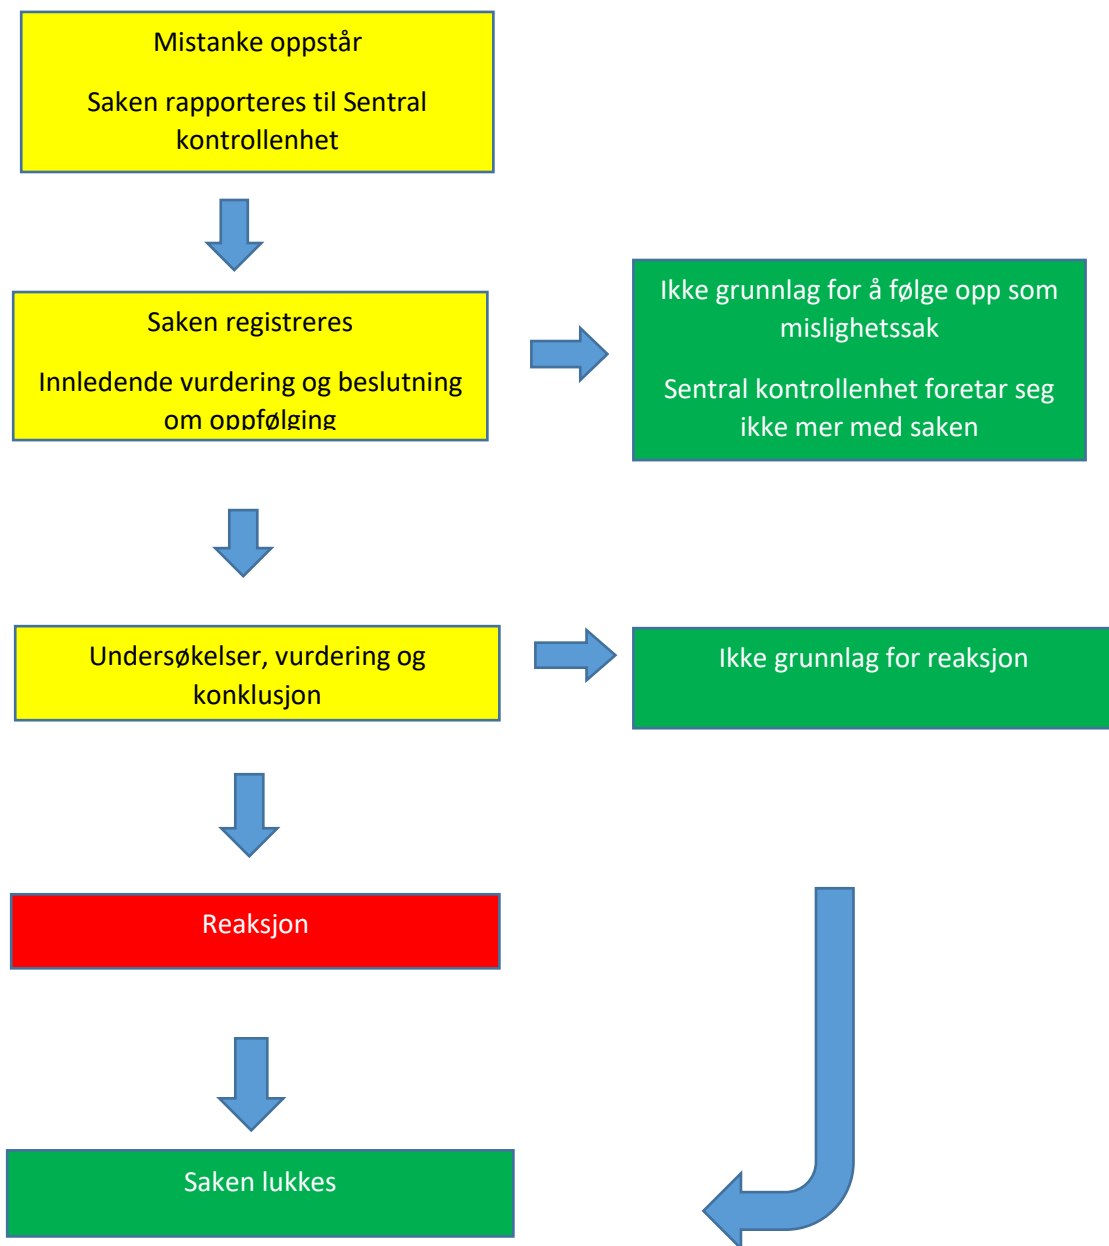 Mistanke oppstår
Saken rapporteres til Sentral
kontrollenhet
Saken registreres
Innledende vurdering og beslutning
om oppfølging
Ikke grunnlag for å følge opp som
mislighetssak
Sentral kontrollenhet foretar seg
ikke mer med saken
Undersøkelser, vurdering og
konklusjon
Ikke grunnlag for reaksjon
Reaksjon
Saken lukkes